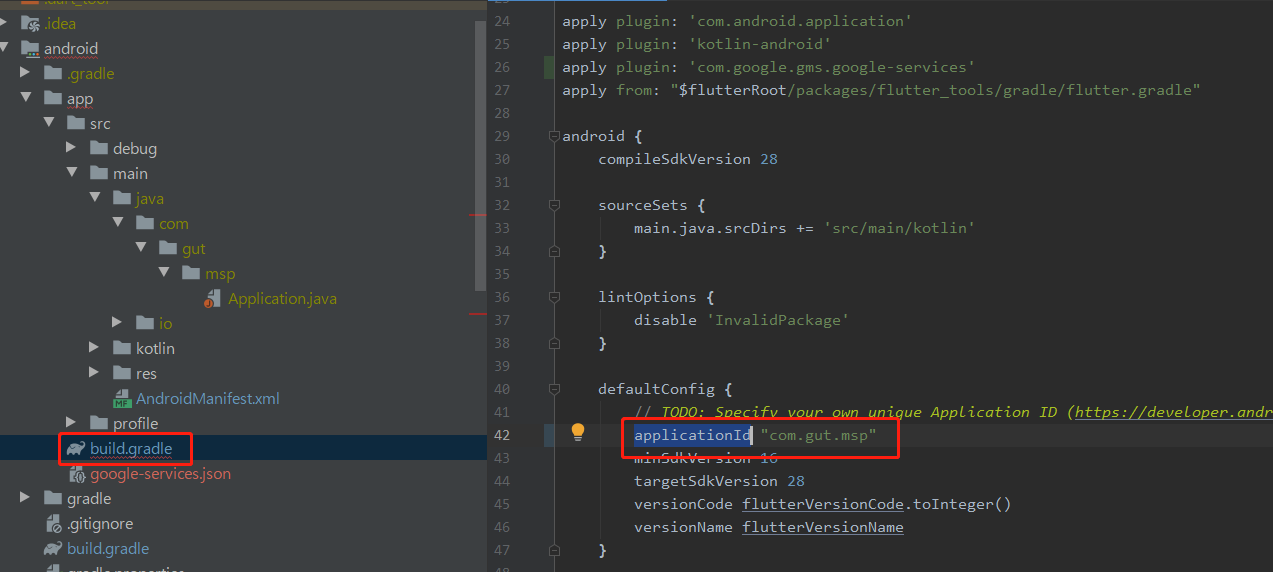 .dart_tool
.idea
android
.gradle
app
src
debug
main
java
com
gut
msp
Application.java
io
kotlin
res
AndroidManifest.xml
profile
build.gradle
google-services.json
gradle
.gitignore
build.gradle
gradle.properties
24 apply plugin: 'com.android.application'
25 apply plugin: 'kotlin-android'
26 apply plugin: 'com.google.gms.google-services'
27 apply from: "$flutterRoot/packages/flutter_tools/gradle/flutter.gradle"
28
29 android {
30 compileSdkVersion 28
31
32 sourceSets {
33 main.java.srcDirs += 'src/main/kotlin'
34 }
35
36 lintOptions {
37 disable 'InvalidPackage'
38 }
39
40 defaultConfig {
41 // TODO: Specify your own unique Application ID (https://developer.andr
42 applicationId "com.gut.msp"
43 minSdkVersion 16
44 targetSdkVersion 28
45 versionCode flutterVersionCode.toInteger()
46 versionName flutterVersionName
47 }
48